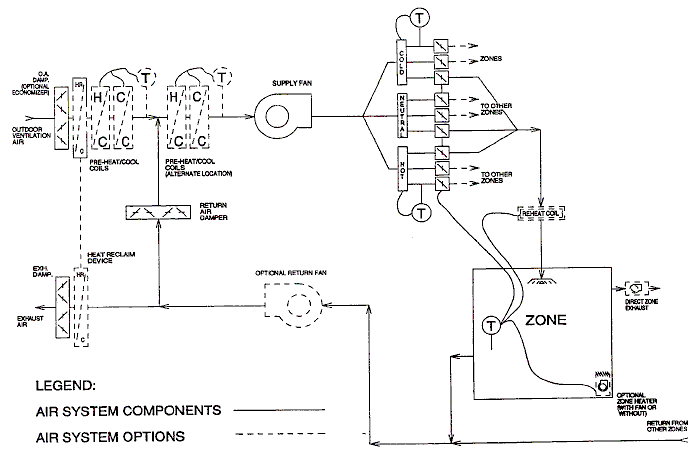 O.A.
DAMP.
(OPTIONAL
ECONOMIZER)
HR
C
H
C
C
C
T
H
C
C
C
T
OUTDOOR
VENTILATION
AIR
PRE-HEAT/COOL
COILS
PRE-HEAT/COOL
COILS
(ALTERNATE LOCATION)
SUPPLY FAN
T
COLD
ZONES
NEUTRAL
TO OTHER
ZONES
HOT
TO OTHER
ZONES
T
RETURN
AIR
DAMPER
REHEAT COIL
EXH.
DAMP.
HEAT RECLAIM
DEVICE
HR
C
EXHAUST
AIR
OPTIONAL RETURN FAN
T
ZONE
DIRECT ZONE
EXHAUST
OPTIONAL
ZONE HEATER
(WITH FAN OR
WITHOUT)
RETURN FROM
OTHER ZONES
LEGEND:
AIR SYSTEM COMPONENTS
AIR SYSTEM OPTIONS